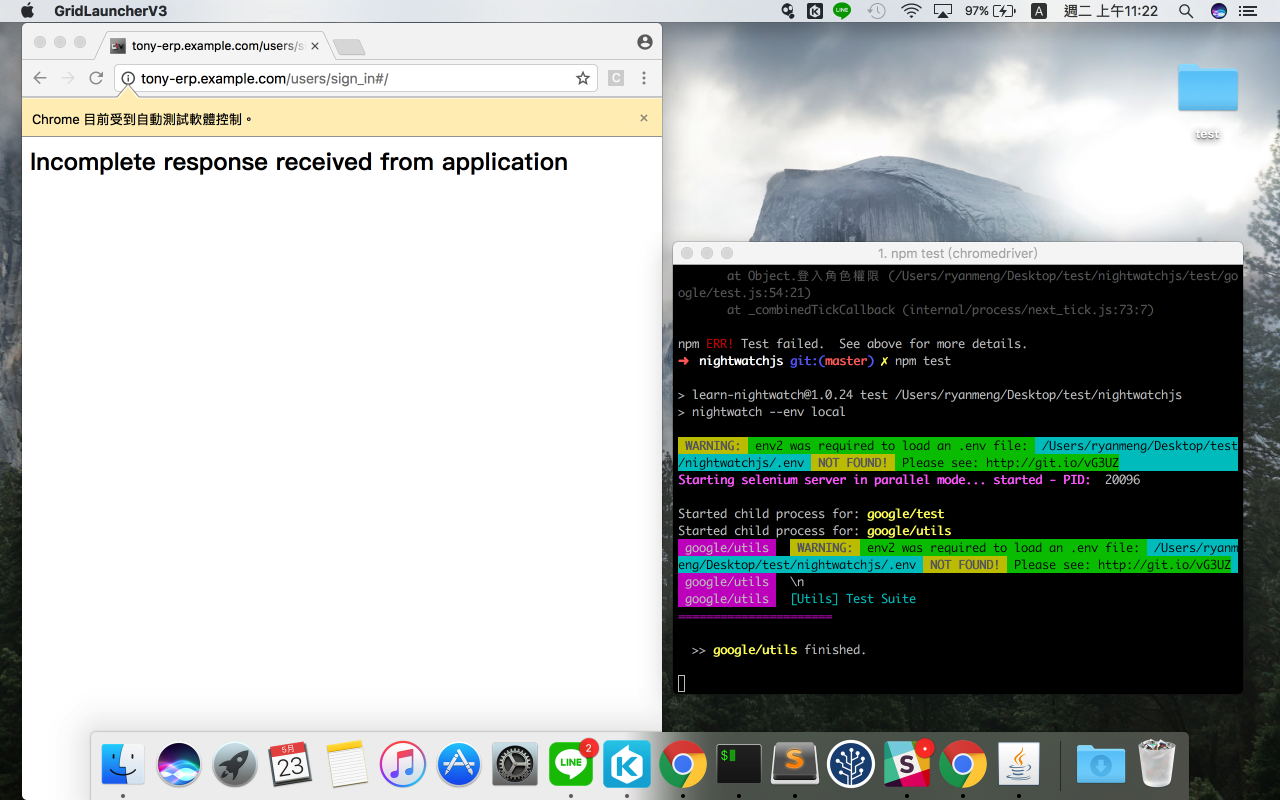 GridLauncherV3
LINE
97%
A
週二 上午11:22
tony-erp.example.com/users/s
tony-erp.example.com/users/sign_in#/
C
Chrome 目前受到自動測試軟體控制。
Incomplete response received from application
test
1. npm test (chromedriver)
at Object.登入角色權限 (/Users/ryanmeng/Desktop/test/nightwatchjs/test/go
ogle/test.js:54:21)
at _combinedTickCallback (internal/process/next_tick.js:73:7)
npm ERR! Test failed.  See above for more details.
➜  nightwatchjs git:(master) ✗ npm test
> learn-nightwatch@1.0.24 test /Users/ryanmeng/Desktop/test/nightwatchjs
> nightwatch --env local
WARNING:  env2 was required to load an .env file:  /Users/ryanmeng/Desktop/test
/nightwatchjs/.env  NOT FOUND!  Please see: http://git.io/vG3UZ
Starting selenium server in parallel mode... started - PID:  20096
Started child process for: google/test
Started child process for: google/utils
google/utils   WARNING:  env2 was required to load an .env file:  /Users/ryanm
eng/Desktop/test/nightwatchjs/.env  NOT FOUND!  Please see: http://git.io/vG3UZ
google/utils  \n
google/utils  [Utils] Test Suite
======================
>> google/utils finished.
5月
23
LINE
2
$
S
S